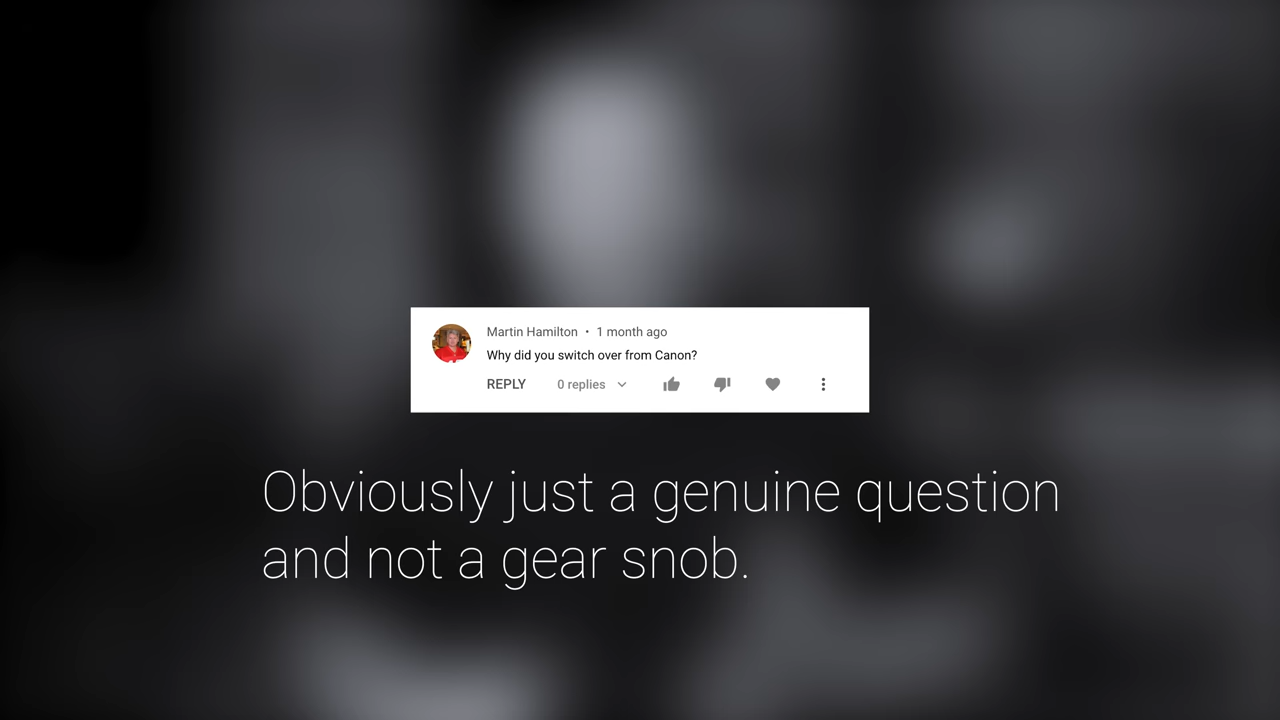 Martin Hamilton • 1 month ago
Why did you switch over from Canon?
REPLY 0 replies
Obviously just a genuine question
and not a gear snob.